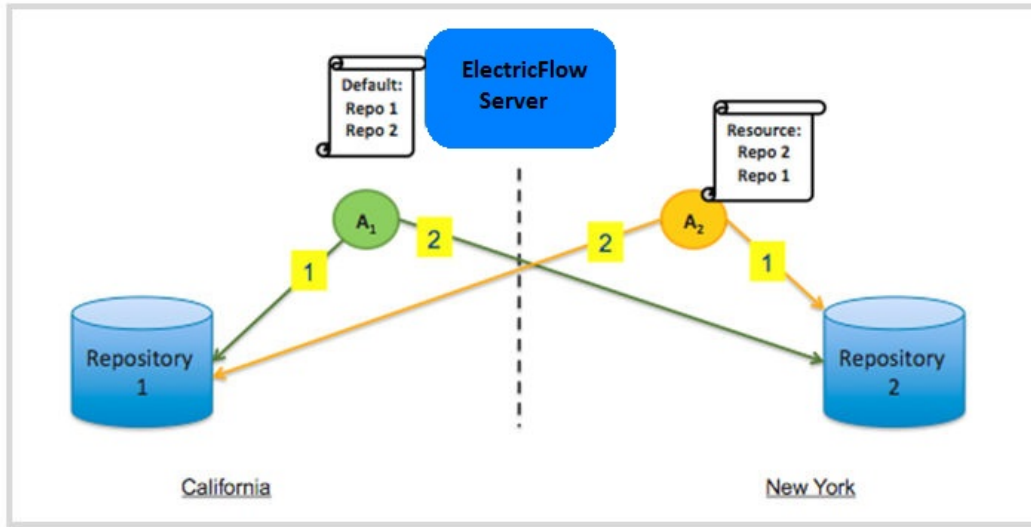 ElectricFlow
Server
Default:
Repo 1
Repo 2
Resource:
Repo 2
Repo 1
A₁
A₂
1
2
2
1
Repository
1
Repository
2
California
New York